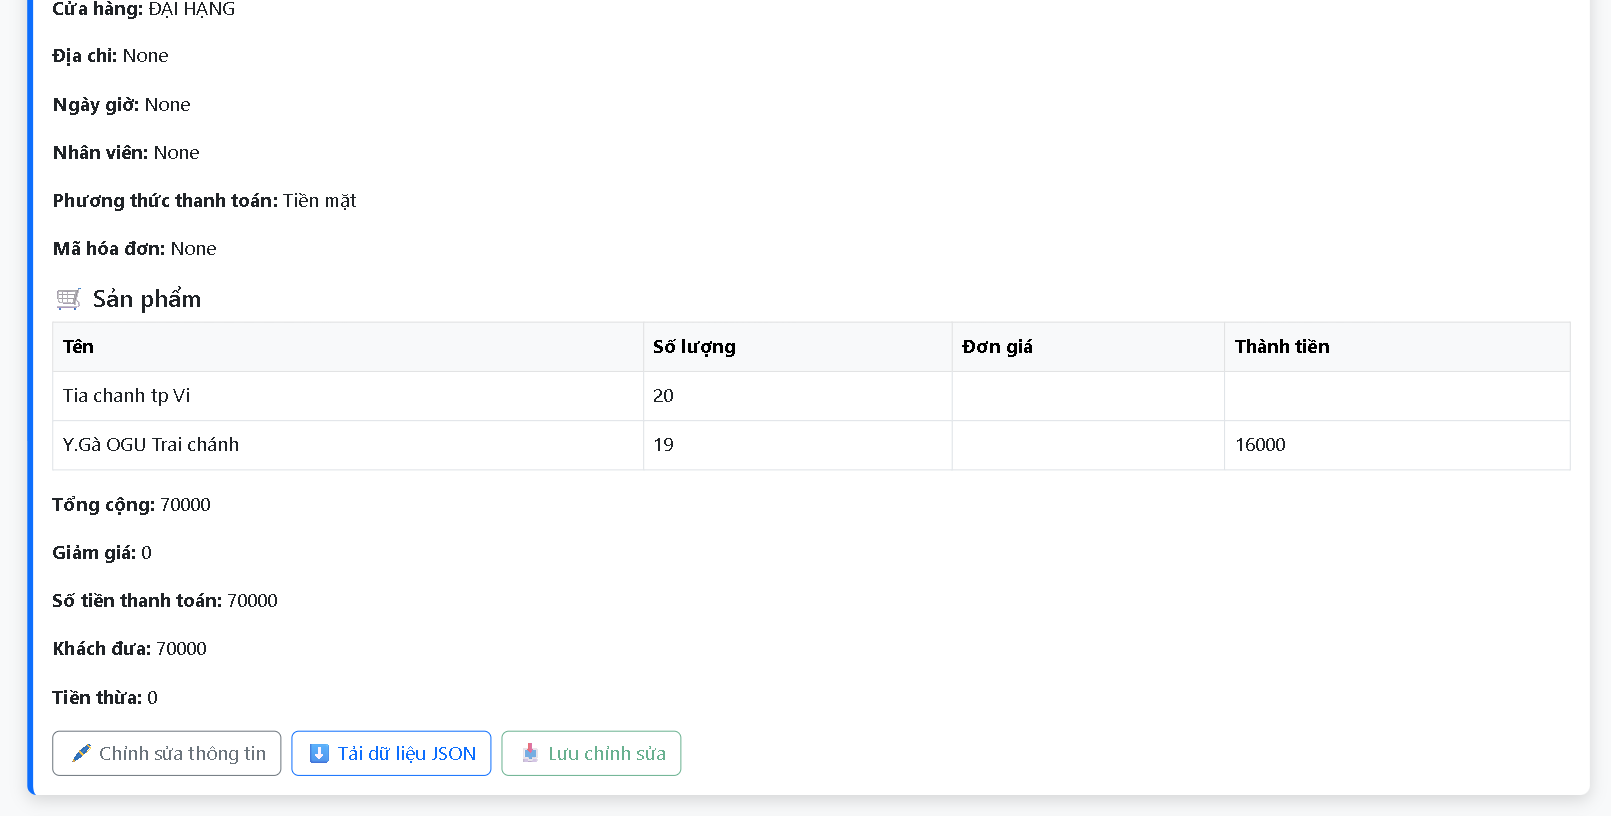 Cửa hàng: ĐẠI HẠNG
Địa chỉ: None
Ngày giờ: None
Nhân viên: None
Phương thức thanh toán: Tiền mặt
Mã hóa đơn: None
🛒 Sản phẩm
Tên Số lượng Đơn giá Thành tiền
Tia chanh tp Vi 20
Y.Gà OGU Trai chánh 19 16000
Tổng cộng: 70000
Giảm giá: 0
Số tiền thanh toán: 70000
Khách đưa: 70000
Tiền thừa: 0
Chỉnh sửa thông tin Tải dữ liệu JSON Lưu chỉnh sửa